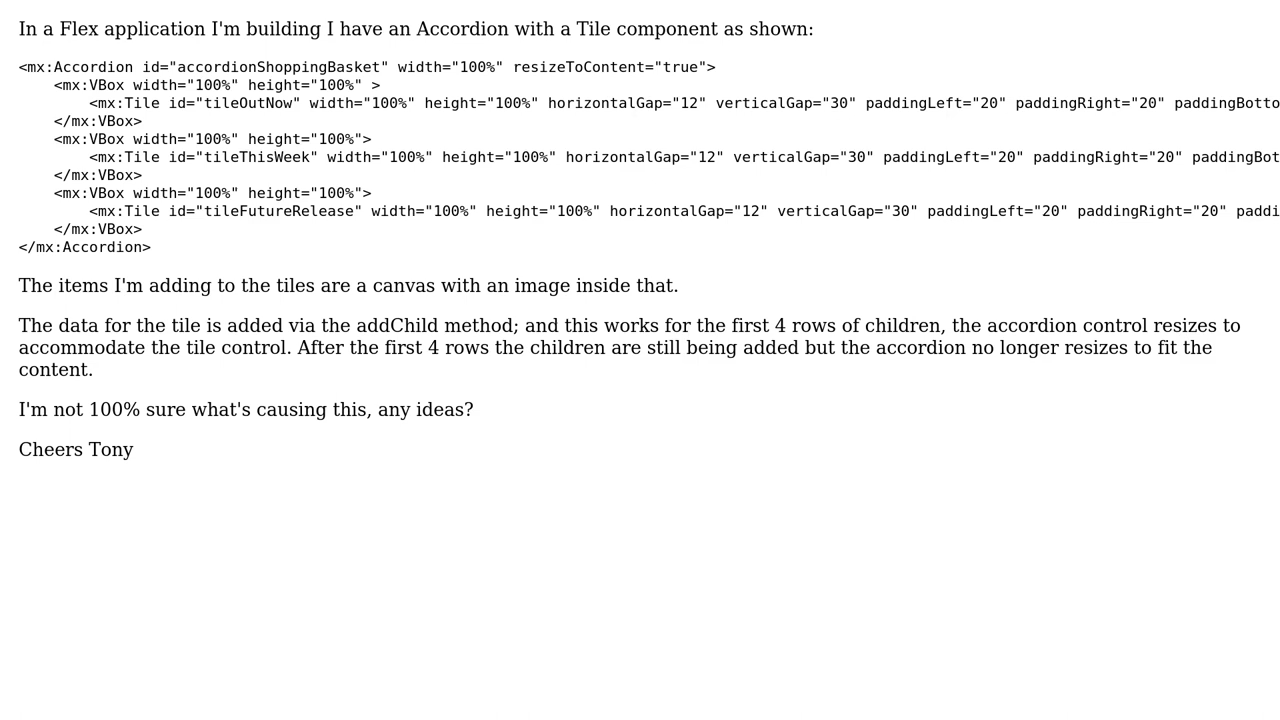 In a Flex application I'm building I have an Accordion with a Tile component as shown:
<mx:Accordion id="accordionShoppingBasket" width="100%" resizeToContent="true">
    <mx:VBox width="100%" height="100%" >
        <mx:Tile id="tileOutNow" width="100%" height="100%" horizontalGap="12" verticalGap="30" paddingLeft="20" paddingRight="20" paddingBotto
    </mx:VBox>
    <mx:VBox width="100%" height="100%">
        <mx:Tile id="tileThisWeek" width="100%" height="100%" horizontalGap="12" verticalGap="30" paddingLeft="20" paddingRight="20" paddingBot
    </mx:VBox>
    <mx:VBox width="100%" height="100%">
        <mx:Tile id="tileFutureRelease" width="100%" height="100%" horizontalGap="12" verticalGap="30" paddingLeft="20" paddingRight="20" paddi
    </mx:VBox>
</mx:Accordion>
The items I'm adding to the tiles are a canvas with an image inside that.
The data for the tile is added via the addChild method; and this works for the first 4 rows of children, the accordion control resizes to
accommodate the tile control. After the first 4 rows the children are still being added but the accordion no longer resizes to fit the
content.
I'm not 100% sure what's causing this, any ideas?
Cheers Tony